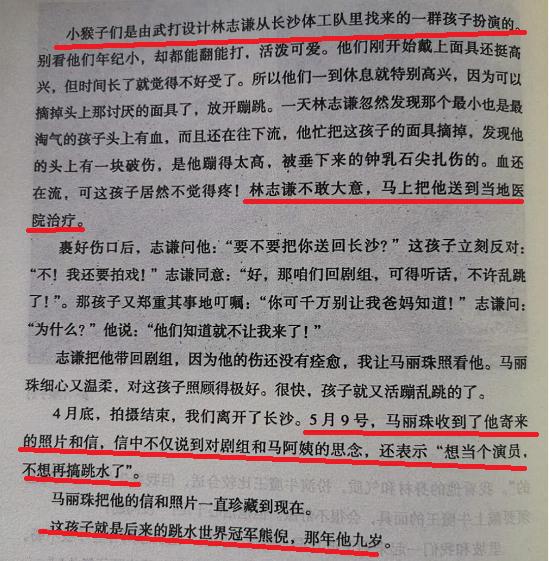 小猴子们是由武打设计林志谦从长沙体工队里找来的一群孩子扮演的。
别看他们年纪小，却都能翻能打，活泼可爱。他们刚开始戴上面具还挺高
兴，但时间长了就觉得不好受了。所以他们一到休息就特别高兴，因为可以
摘掉头上那讨厌的面具了，放开蹦跳。一天林志谦忽然发现那个最小也是最
淘气的孩子头上有血，而且还在往下流，他忙把这孩子的面具摘掉，发现他
的头上有一块破伤，是他蹦得太高，被垂下来的钟乳石尖扎伤的。血还
在流，可这孩子居然不觉得疼！林志谦不敢大意，马上把他送到当地医
院治疗。
裹好伤口后，志谦问他：“要不要把你送回长沙？”这孩子立刻反对：
“不！我还要拍戏！”志谦同意：“好，那咱们回剧组，可得听话，不许乱跳
了！”。那孩子又郑重其事地叮嘱：“你可千万别让我爸妈知道！”志谦问：
“为什么？”他说：“他们知道就不让我来了！”
志谦把他带回剧组，因为他的伤还没有痊愈，我让马丽珠照看他。马丽
珠细心又温柔，对这孩子照顾得极好。很快，孩子就又活蹦乱跳的了。
4月底，拍摄结束，我们离开了长沙。5月9号，马丽珠收到了他寄来
的照片和信，信中不仅说到对剧组和马阿姨的思念，还表示“想当个演员，
不想再搞跳水了”。
马丽珠把他的信和照片一直珍藏到现在。
这孩子就是后来的跳水世界冠军熊倪，那年他九岁。